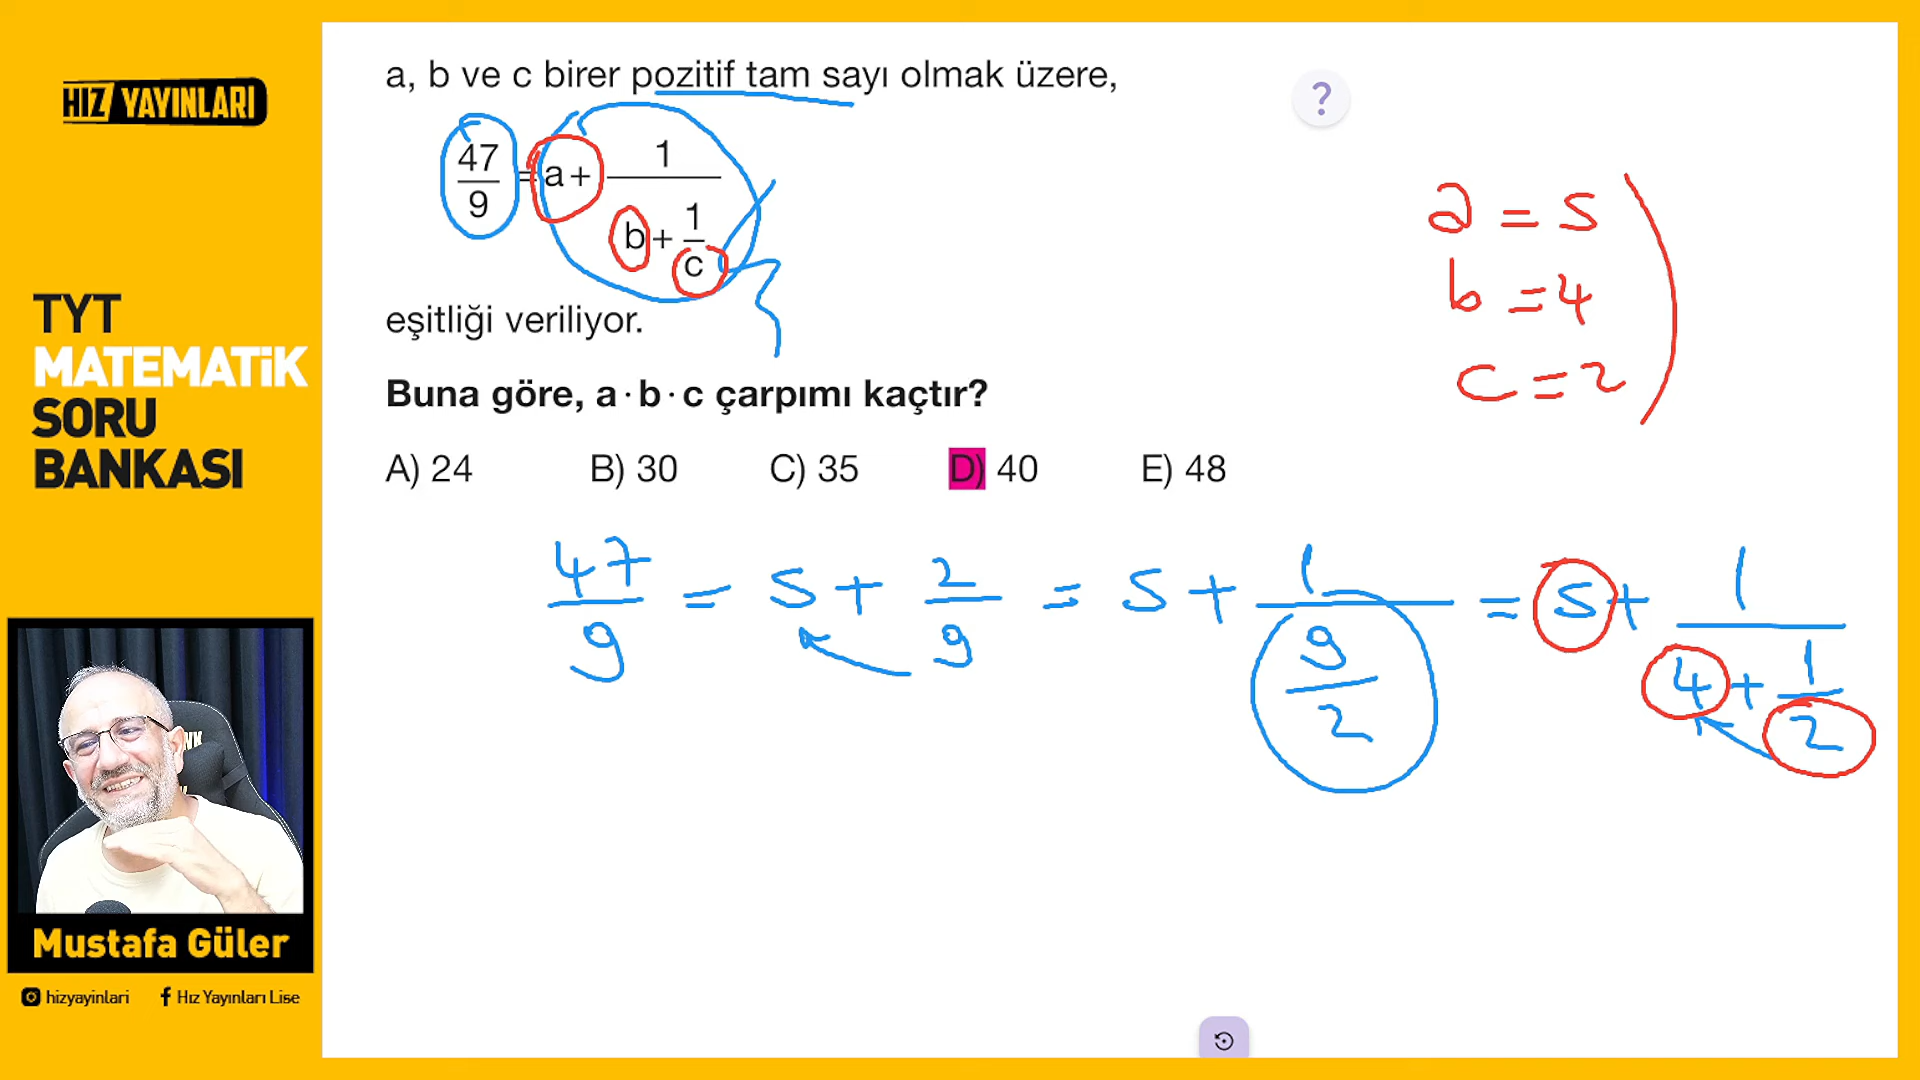 HIZ YAYINLARI
TYT
MATEMATİK
SORU
BANKASI
Mustafa Güler
hizyayinlari
Hız Yayınları Lise
a, b ve c birer pozitif tam sayı olmak üzere,
47/9 = a + 1/(b + 1/c)
eşitliği veriliyor.
Buna göre, a · b · c çarpımı kaçtır?
A) 24 B) 30 C) 35 D) 40 E) 48
?
a = 5
b = 4
c = 2
47/9 = 5 + 2/9 = 5 + 1/(9/2) = 5 + 1/(4 + 1/2)